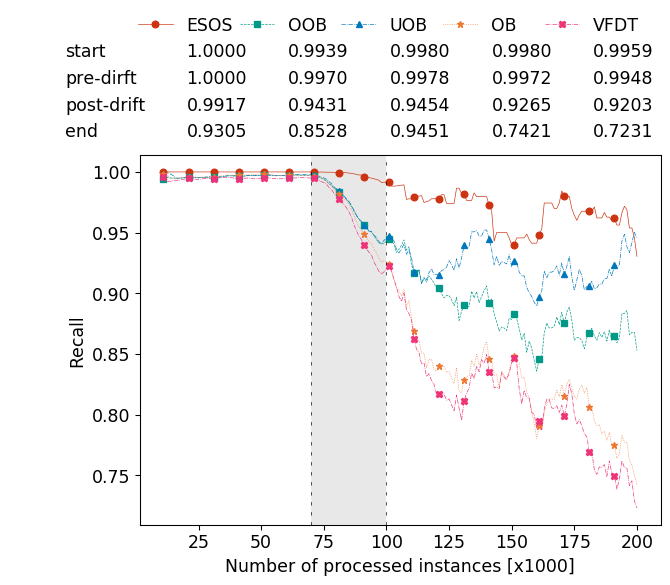 ESOS OOB UOB OB VFDT
start 1.0000 0.9939 0.9980 0.9980 0.9959
pre-dirft 1.0000 0.9970 0.9978 0.9972 0.9948
post-drift 0.9917 0.9431 0.9454 0.9265 0.9203
end 0.9305 0.8528 0.9451 0.7421 0.7231
1.00
0.95
0.90
0.85
0.80
0.75
Recall
25 50 75 100 125 150 175 200
Number of processed instances [x1000]